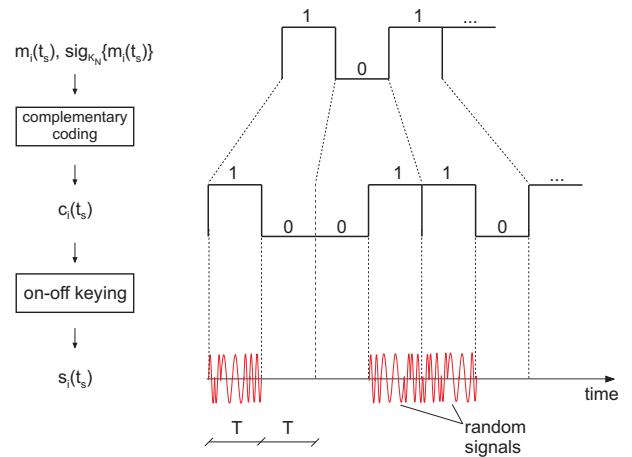 1 1 ...
0
m_i(t_s), sig_{K_N}{m_i(t_s)}
complementary
coding
1 1 1 ...
0 0 0
c_i(t_s)
on-off keying
s_i(t_s)
time
T T
random
signals